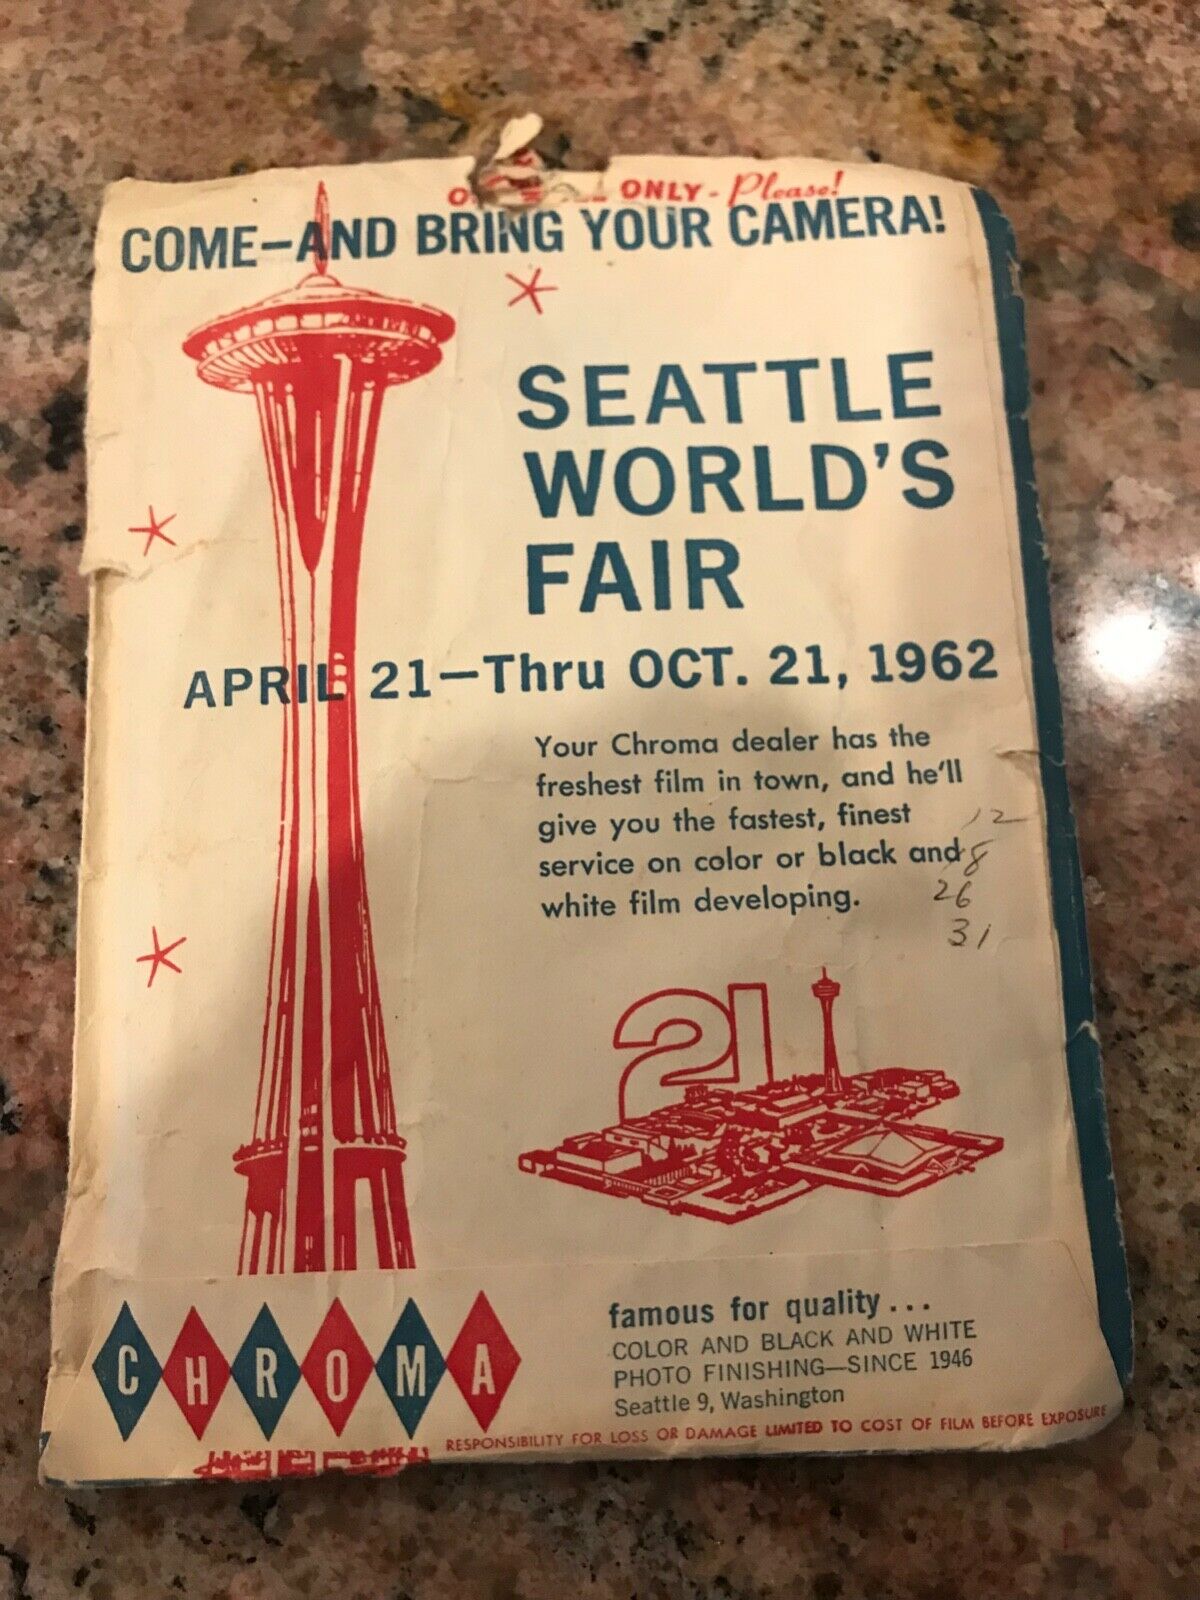 ONLY - Please!
COME—AND BRING YOUR CAMERA!
SEATTLE
WORLD'S
FAIR
APRIL 21—Thru OCT. 21, 1962
Your Chroma dealer has the
freshest film in town, and he'll
give you the fastest, finest
service on color or black and
white film developing.
12
8
26
31
21
CHROMA
famous for quality...
COLOR AND BLACK AND WHITE
PHOTO FINISHING—SINCE 1946
Seattle 9, Washington
RESPONSIBILITY FOR LOSS OR DAMAGE LIMITED TO COST OF FILM BEFORE EXPOSURE